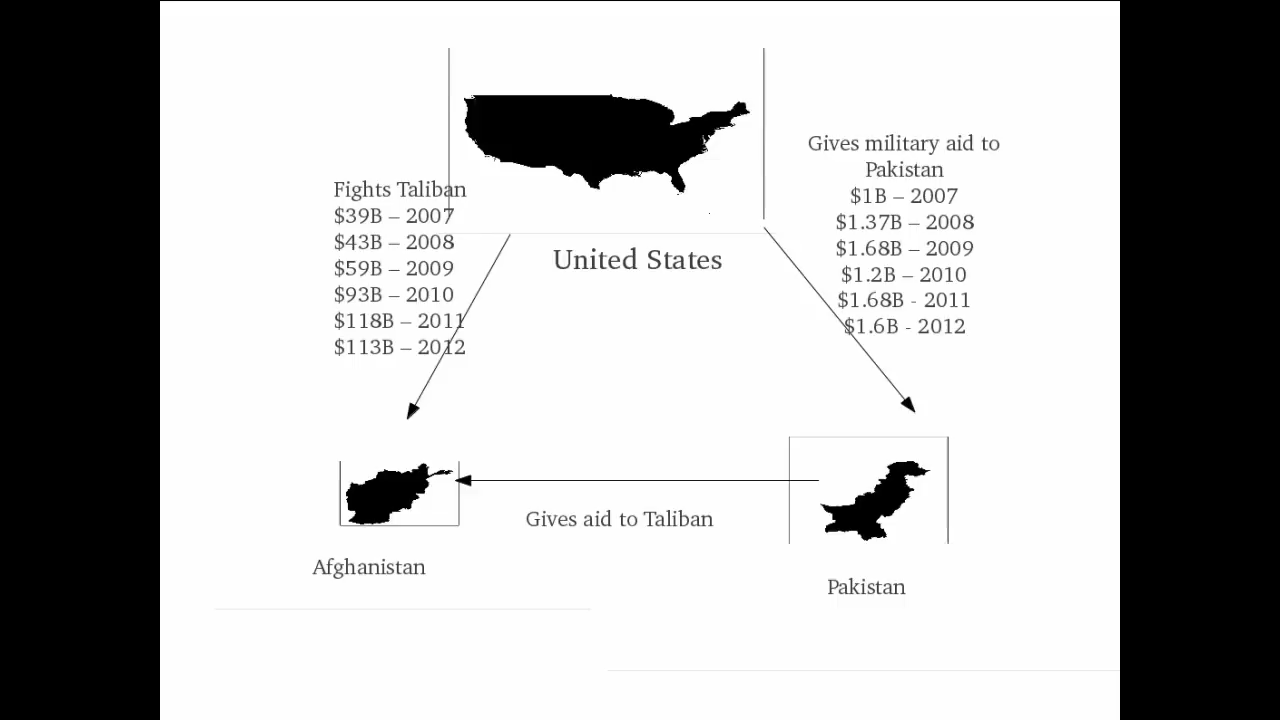 Gives military aid to
Pakistan
$1B – 2007
$1.37B – 2008
$1.68B – 2009
$1.2B – 2010
$1.68B - 2011
$1.6B - 2012
Fights Taliban
$39B – 2007
$43B – 2008
$59B – 2009
$93B – 2010
$118B – 2011
$113B – 2012
United States
Gives aid to Taliban
Afghanistan
Pakistan